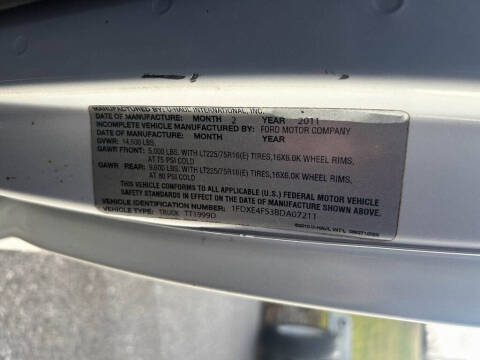 MANUFACTURED BY: U-HAUL INTERNATIONAL, INC.
DATE OF MANUFACTURE: MONTH 2 YEAR 2011
INCOMPLETE VEHICLE MANUFACTURED BY: FORD MOTOR COMPANY
DATE OF MANUFACTURE: MONTH YEAR
GVWR: 14,500 LBS.
GAWR FRONT: 5,000 LBS. WITH LT225/75R16(E) TIRES,16X6.0K WHEEL RIMS,
AT 75 PSI COLD
GAWR REAR: 9,600 LBS. WITH LT225/75R16(E) TIRES,16X6.0K WHEEL RIMS,
AT 80 PSI COLD
THIS VEHICLE CONFORMS TO ALL APPLICABLE (U.S.) FEDERAL MOTOR VEHICLE
SAFETY STANDARDS IN EFFECT ON THE DATE OF MANUFACTURE SHOWN ABOVE.
VEHICLE IDENTIFICATION NUMBER: 1FDXE4FS3BDA07211
VEHICLE TYPE: TRUCK TT1999D
©2010 U-HAUL INT'L